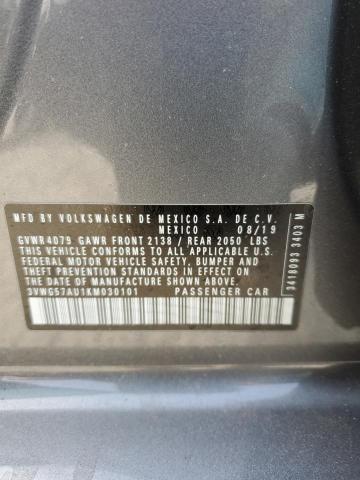 MFD BY VOLKSWAGEN DE MEXICO S.A. DE C.V.
MEXICO 08/19
GVWR 4079 GAWR FRONT 2138 / REAR 2050 LBS
THIS VEHICLE CONFORMS TO ALL APPLICABLE U.S.
FEDERAL MOTOR VEHICLE SAFETY, BUMPER AND
THEFT PREVENTION STANDARDS IN EFFECT ON
THE DATE OF MANUFACTURE SHOWN ABOVE.
3VWG57AU1KM030101 PASSENGER CAR
3418093 3403 M